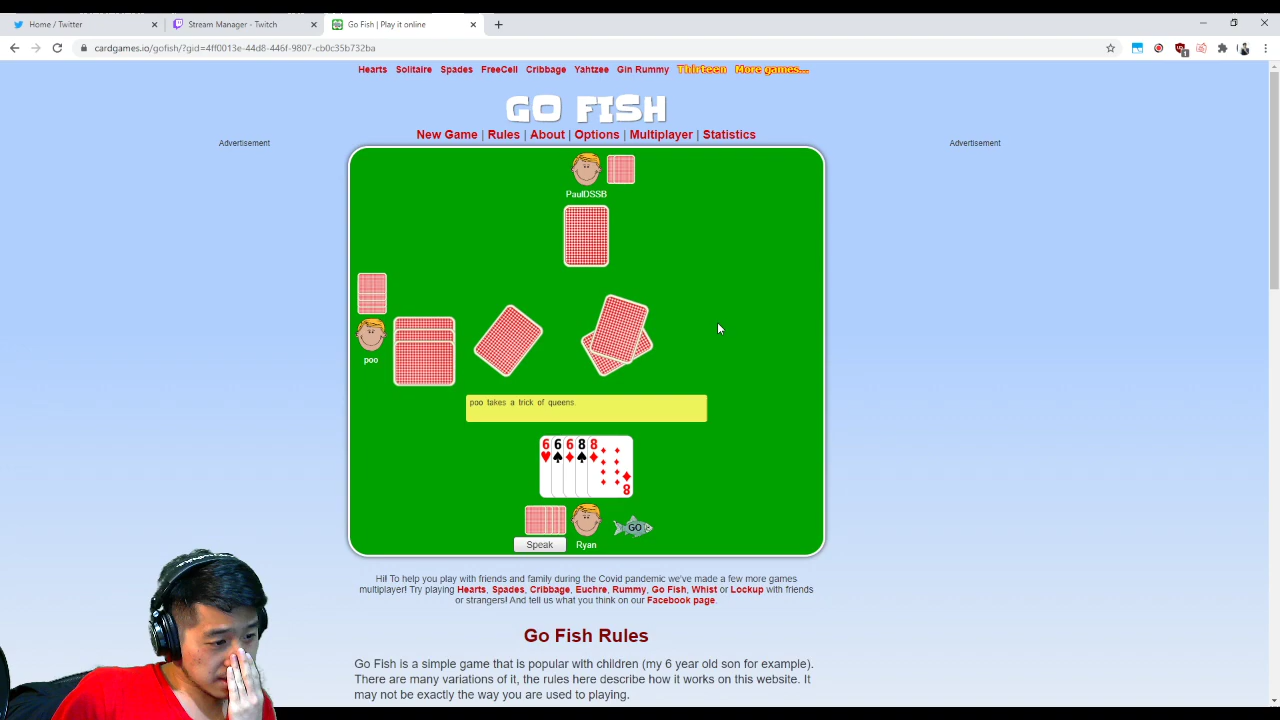 Home / Twitter
Stream Manager - Twitch
Go Fish | Play it online
cardgames.io/gofish/?gid=4ff0013e-44d8-446f-9807-cb0c35b732ba
Hearts Solitaire Spades FreeCell Cribbage Yahtzee Gin Rummy Thirteen More games...
GO FISH
New Game | Rules | About | Options | Multiplayer | Statistics
Advertisement
Advertisement
PaulDSSB
poo
poo takes a trick of queens.
6 6 6 8 8
8
GO
Speak
Ryan
Hi! To help you play with friends and family during the Covid pandemic we've made a few more games
multiplayer! Try playing Hearts, Spades, Cribbage, Euchre, Rummy, Go Fish, Whist or Lockup with friends
or strangers! And tell us what you think on our Facebook page.
Go Fish Rules
Go Fish is a simple game that is popular with children (my 6 year old son for example).
There are many variations of it, the rules here describe how it works on this website. It
may not be exactly the way you are used to playing.